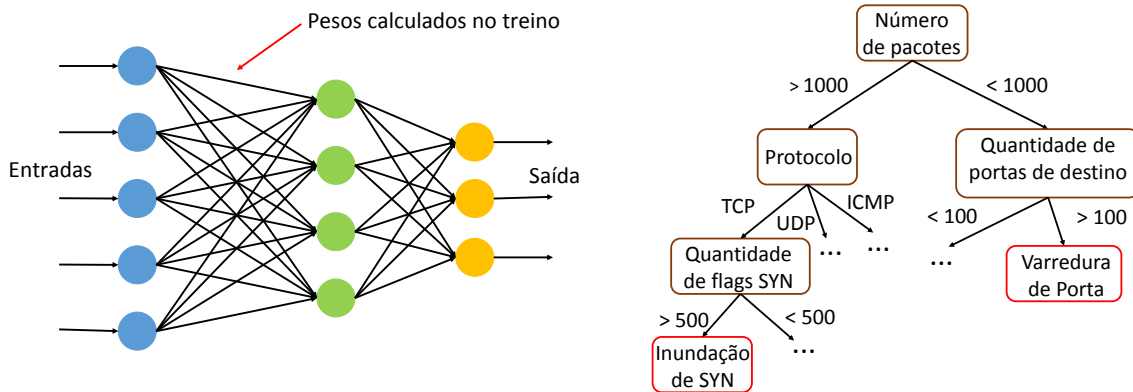 Pesos calculados no treino
Entradas
Saída
Número
de pacotes
> 1000
< 1000
Protocolo
Quantidade de
portas de destino
TCP
UDP
ICMP
< 100
> 100
...
...
...
Quantidade
de flags SYN
Varredura
de Porta
> 500
< 500
...
Inundação
de SYN